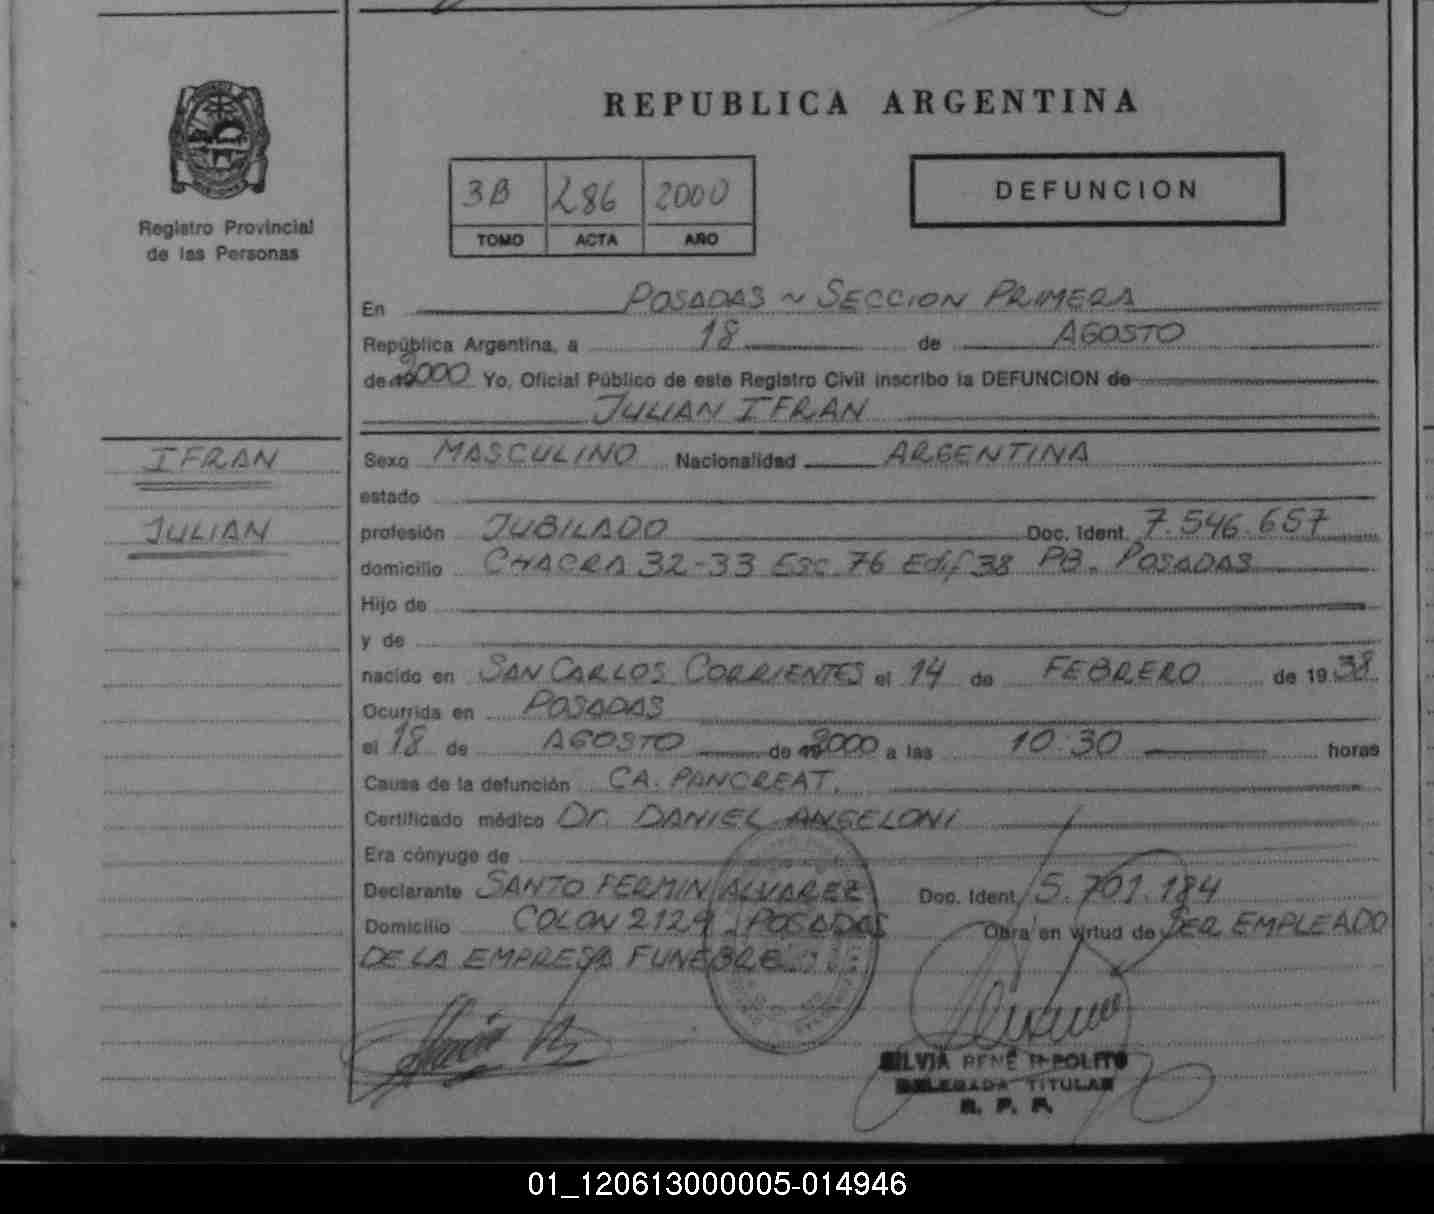 REPUBLICA ARGENTINA
Registro Provincial
de las Personas
3B 286 2000
TOMO ACTA AÑO
DEFUNCION
En POSADAS ~ SECCION PRIMERA
República Argentina, a 18 de AGOSTO
de 2000 Yo, Oficial Público de este Registro Civil inscribo la DEFUNCION de
JULIAN IFRAN
IFRAN
JULIAN
Sexo MASCULINO Nacionalidad ARGENTINA
estado
profesión JUBILADO Doc. Ident. 7.546.657
domicilio CHACRA 32-33 Esc. 76 Edif 38 PB. POSADAS
Hijo de
y de
nacido en SAN CARLOS CORRIENTES el 14 de FEBRERO de 19 38
Ocurrida en POSADAS
el 18 de AGOSTO de 2000 a las 10:30 horas
Causa de la defunción CA. PANCREAT.
Certificado médico Dr. DANIEL ANGELONI
Era cónyuge de
Declarante SANTO FERMIN ALVAREZ Doc. Ident. 5.701.184
Domicilio COLON 2124. POSADAS Obra en virtud de SER EMPLEADO
DE LA EMPRESA FUNEBRE
SILVIA RENÉ HIPOLITO
DELEGADA TITULAR
R. P. P.
01_120613000005-014946